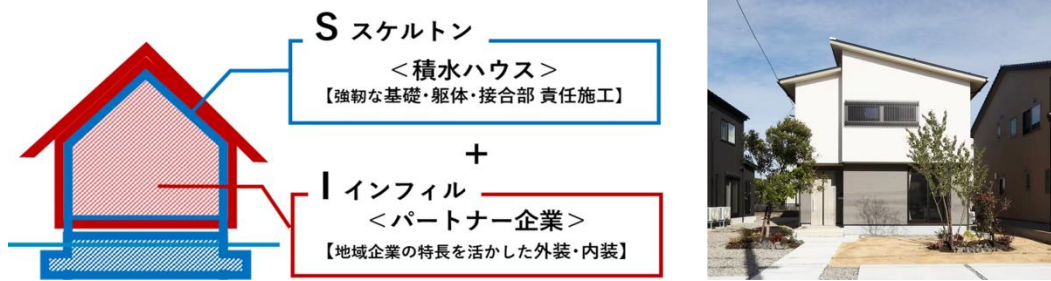 S スケルトン
＜積水ハウス＞
【強靭な基礎・躯体・接合部 責任施工】
+
I インフィル
＜パートナー企業＞
【地域企業の特長を活かした外装・内装】